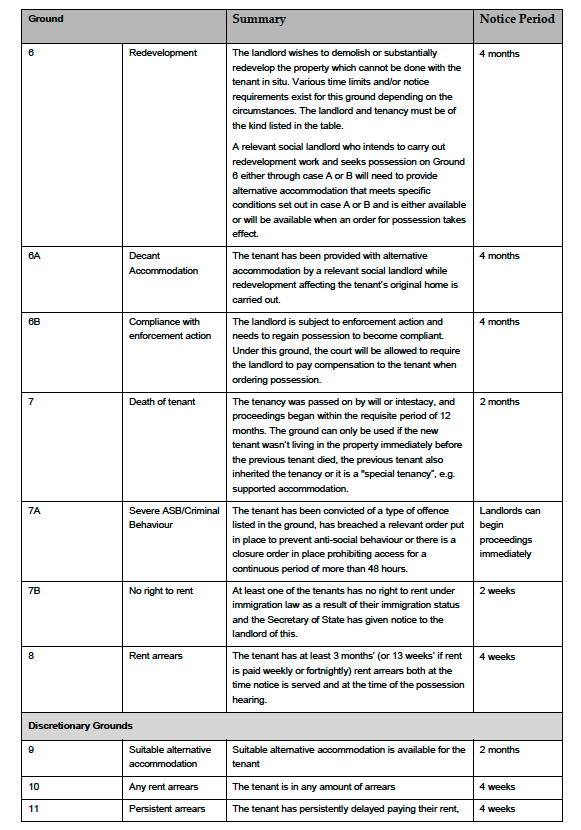 Ground Summary Notice Period
6 Redevelopment The landlord wishes to demolish or substantially 4 months
redevelop the property which cannot be done with the
tenant in situ. Various time limits and/or notice
requirements exist for this ground depending on the
circumstances. The landlord and tenancy must be of
the kind listed in the table.
A relevant social landlord who intends to carry out
redevelopment work and seeks possession on Ground
6 either through case A or B will need to provide
alternative accommodation that meets specific
conditions set out in case A or B and is either available
or will be available when an order for possession takes
effect.
6A Decant The tenant has been provided with alternative 4 months
Accommodation accommodation by a relevant social landlord while
redevelopment affecting the tenant's original home is
carried out.
6B Compliance with The landlord is subject to enforcement action and 4 months
enforcement action needs to regain possession to become compliant.
Under this ground, the court will be allowed to require
the landlord to pay compensation to the tenant when
ordering possession.
7 Death of tenant The tenancy was passed on by will or intestacy, and 2 months
proceedings began within the requisite period of 12
months. The ground can only be used if the new
tenant wasn't living in the property immediately before
the previous tenant died, the previous tenant also
inherited the tenancy or it is a "special tenancy", e.g.
supported accommodation.
7A Severe ASB/Criminal The tenant has been convicted of a type of offence Landlords can
Behaviour listed in the ground, has breached a relevant order put begin
in place to prevent anti-social behaviour or there is a proceedings
closure order in place prohibiting access for a immediately
continuous period of more than 48 hours.
7B No right to rent At least one of the tenants has no right to rent under 2 weeks
immigration law as a result of their immigration status
and the Secretary of State has given notice to the
landlord of this.
8 Rent arrears The tenant has at least 3 months' (or 13 weeks' if rent 4 weeks
is paid weekly or fortnightly) rent arrears both at the
time notice is served and at the time of the possession
hearing.
Discretionary Grounds
9 Suitable alternative Suitable alternative accommodation is available for the 2 months
accommodation tenant
10 Any rent arrears The tenant is in any amount of arrears 4 weeks
11 Persistent arrears The tenant has persistently delayed paying their rent, 4 weeks